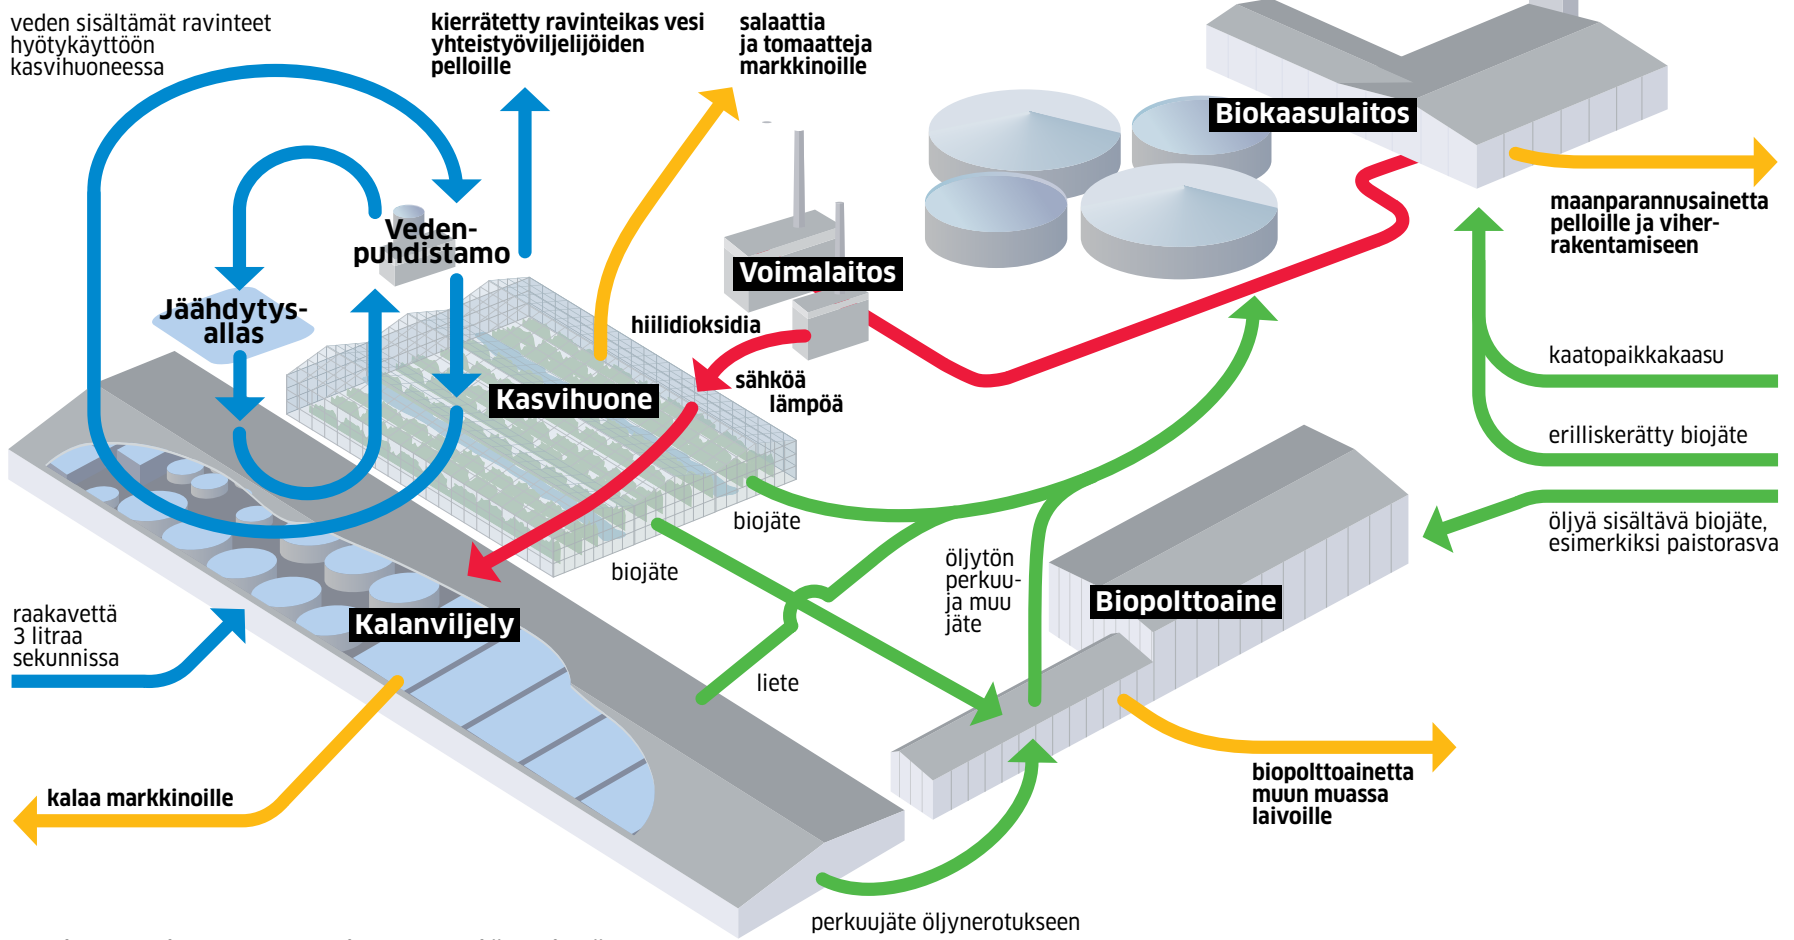 veden sisältämät ravinteet
hyötykäyttöön
kasvihuoneessa
kierrätetty ravinteikas vesi
yhteistyöviljelijöiden
pelloille
salaattia
ja tomaatteja
markkinoille
Biokaasulaitos
maanparannusainetta
pelloille ja viher-
rakentamiseen
Veden-
puhdistamo
Voimalaitos
Jäähdytys-
allas
hiilidioksidia
sähköä
lämpöä
Kasvihuone
kaatopaikkakaasu
erilliskerätty biojäte
öljyä sisältävä biojäte,
esimerkiksi paistorasva
biojäte
biojäte
öljytön
perkuu-
ja muu
jäte
Biopolttoaine
raakavettä
3 litraa
sekunnissa
Kalanviljely
liete
kalaa markkinoille
biopolttoainetta
muun muassa
laivoille
perkuujäte öljynerotukseen